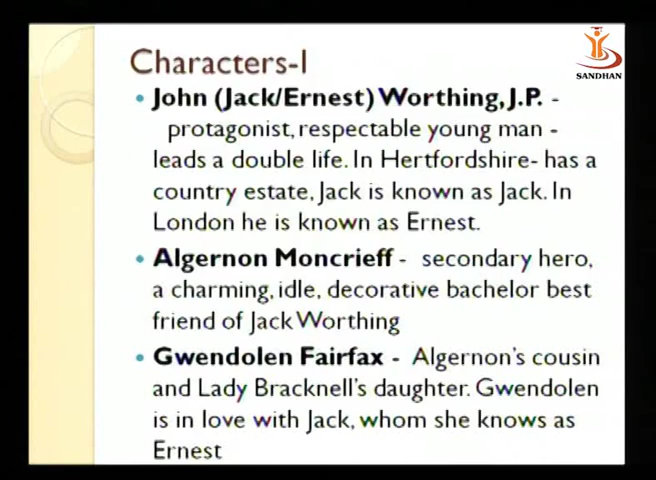 SANDHAN
Characters-I
• John (Jack/Ernest) Worthing, J.P. -
protagonist, respectable young man -
leads a double life. In Hertfordshire- has a
country estate, Jack is known as Jack. In
London he is known as Ernest.
• Algernon Moncrieff - secondary hero,
a charming, idle, decorative bachelor best
friend of Jack Worthing
• Gwendolen Fairfax - Algernon's cousin
and Lady Bracknell's daughter. Gwendolen
is in love with Jack, whom she knows as
Ernest